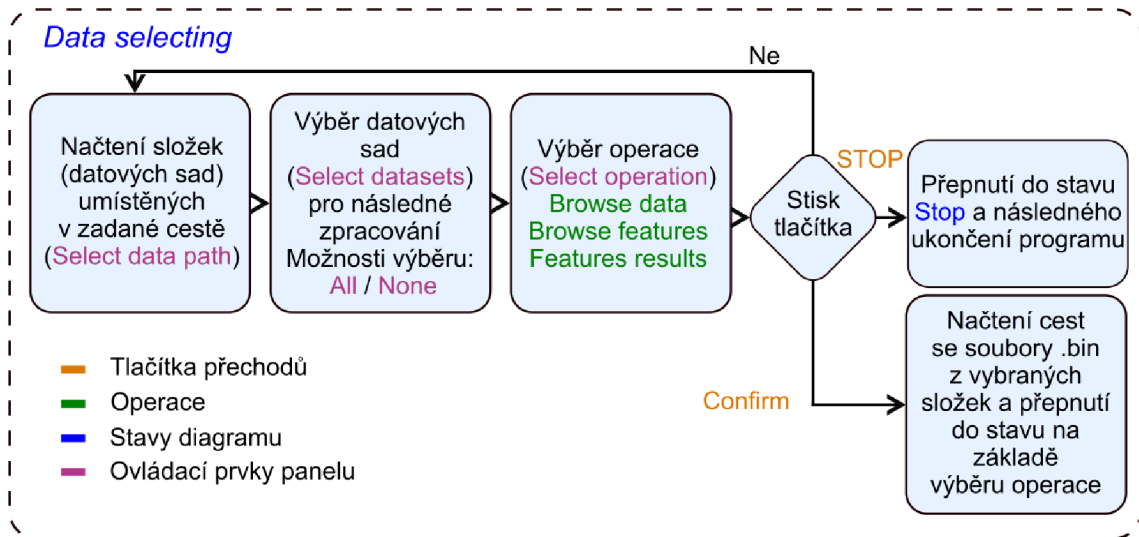 Data selecting
Ne
Načtení složek
(datových sad)
umístěných
v zadané cestě
(Select data path)
Výběr datových
sad
(Select datasets)
pro následné
zpracování
Možnosti výběru:
All / None
Výběr operace
(Select operation)
Browse data
Browse features
Features results
Stisk
tlačítka
STOP
Přepnutí do stavu
Stop a následného
ukončení programu
Confirm
Načtení cest
se soubory .bin
z vybraných
složek a přepnutí
do stavu na
základě
výběru operace
Tlačítka přechodů
Operace
Stavy diagramu
Ovládací prvky panelu